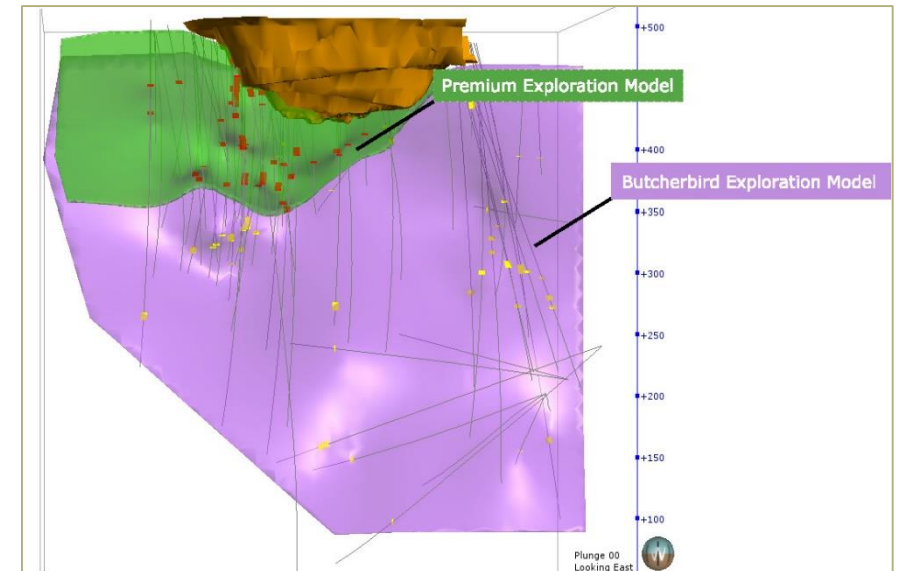 +500
Premium Exploration Model
+400
Butcherbird Exploration Model
+350
+300
+250
+200
+150
+100
Plunge 00
Looking East